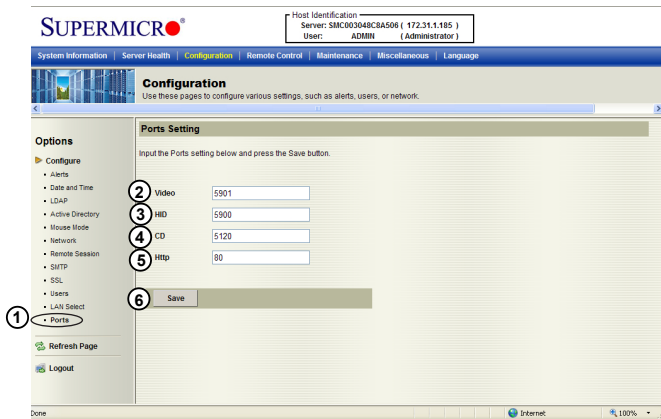 SUPERMICR®
Host Identification
Server: SMC003048C8A506 ( 172.31.1.185 )
User: ADMIN ( Administrator )
System Information | Server Health | Configuration | Remote Control | Maintenance | Miscellaneous | Language
Configuration
Use these pages to configure various settings, such as alerts, users, or network.
Options
Configure
Alerts
Date and Time
LDAP
Active Directory
Mouse Mode
Network
Remote Session
SMTP
SSL
Users
LAN Select
1 Ports
Refresh Page
Logout
Ports Setting
Input the Ports setting below and press the Save button.
2 Video 5901
3 HID 5900
4 CD 5120
5 Http 80
6 Save
Done Internet 100%